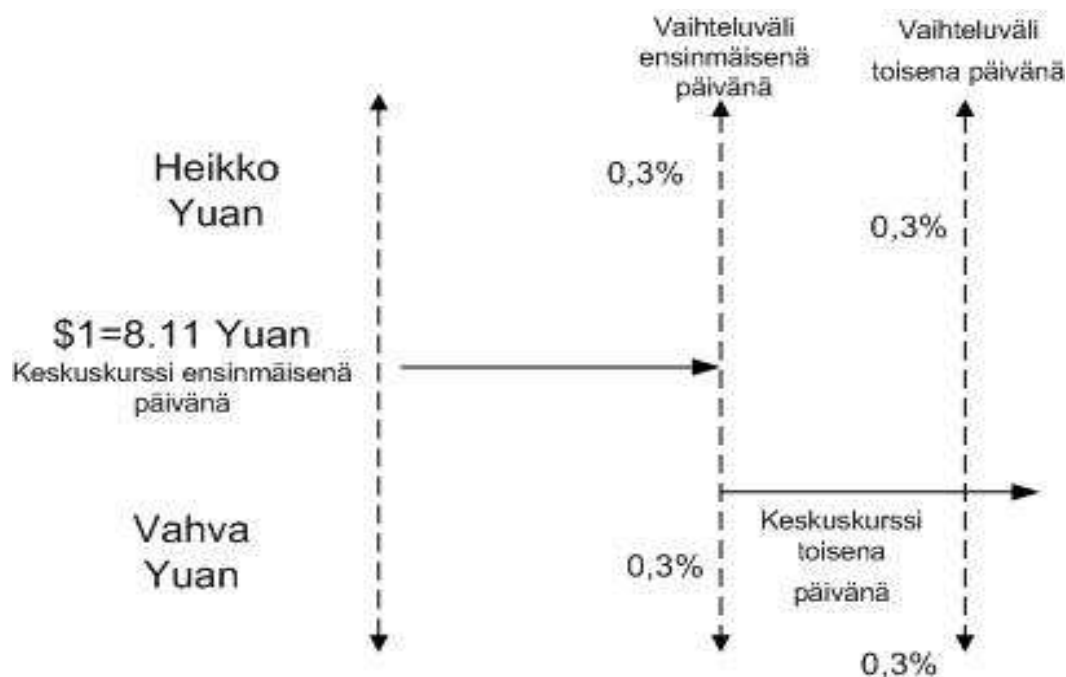 Vaihteluväli
ensinmäisenä
päivänä
Vaihteluväli
toisena päivänä
Heikko
Yuan
0,3%
0,3%
$1=8.11 Yuan
Keskuskurssi ensinmäisenä
päivänä
Vahva
Yuan
0,3%
Keskuskurssi
toisena
päivänä
0,3%